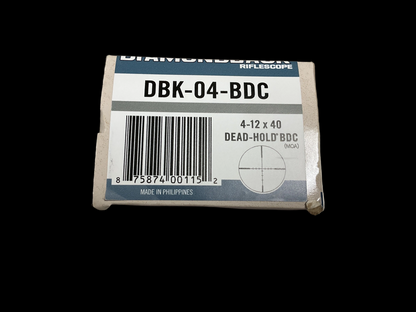 DIAMONDBACK
RIFLESCOPE
DBK-04-BDC
4-12 x 40
DEAD-HOLD® BDC
(MOA)
8 75874 00115 2
MADE IN PHILIPPINES